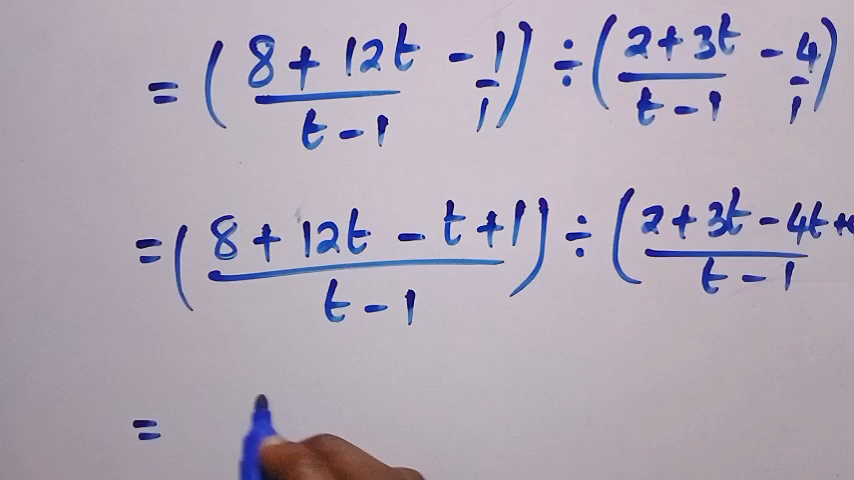 = ( 8 + 12t / t - 1 - 1 / 1 ) ÷ ( 2 + 3t / t - 1 - 4 / 1 )
= ( 8 + 12t - t + 1 / t - 1 ) ÷ ( 2 + 3t - 4t + / t - 1
=